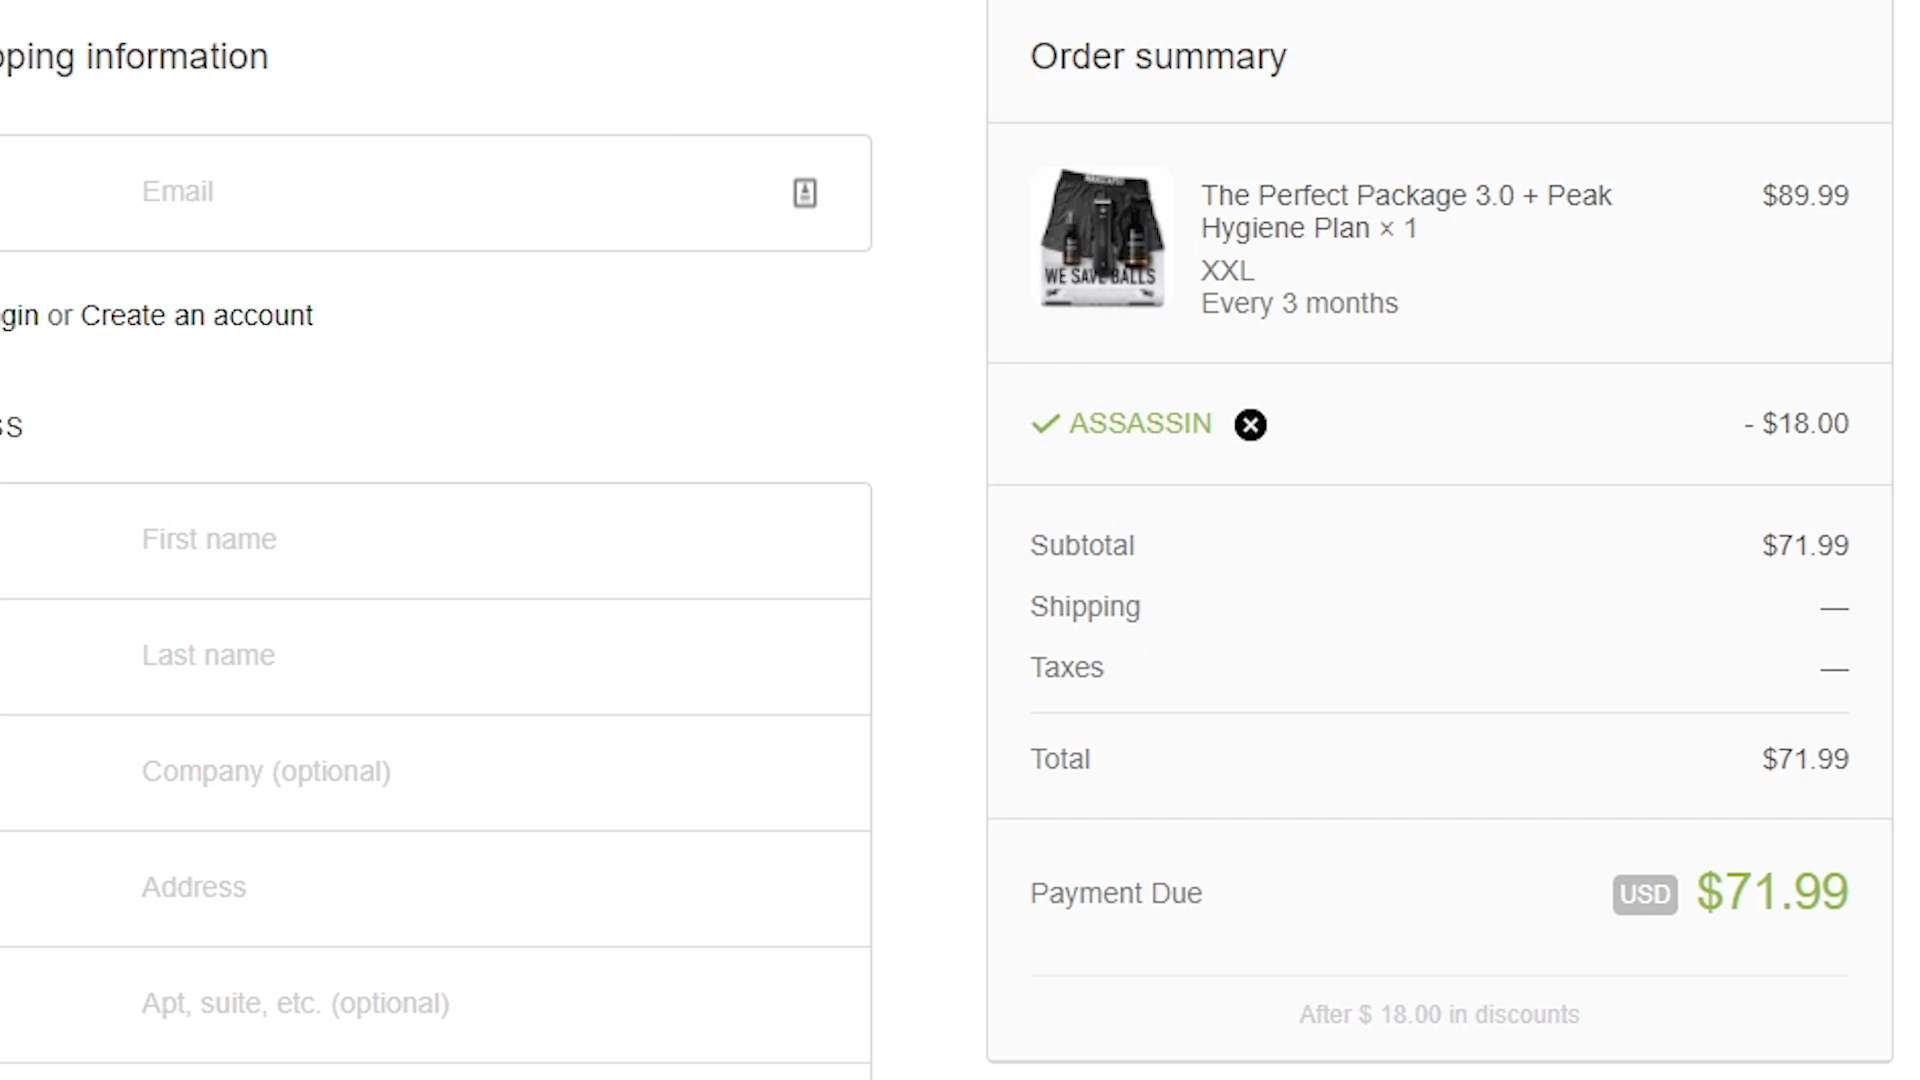 pping information
Email
gin or Create an account
SS
First name
Last name
Company (optional)
Address
Apt, suite, etc. (optional)
Order summary
WE SAVE BALLS
The Perfect Package 3.0 + Peak
Hygiene Plan × 1
XXL
Every 3 months
$89.99
ASSASSIN
- $18.00
Subtotal
$71.99
Shipping
—
Taxes
—
Total
$71.99
Payment Due
USD $71.99
After $ 18.00 in discounts